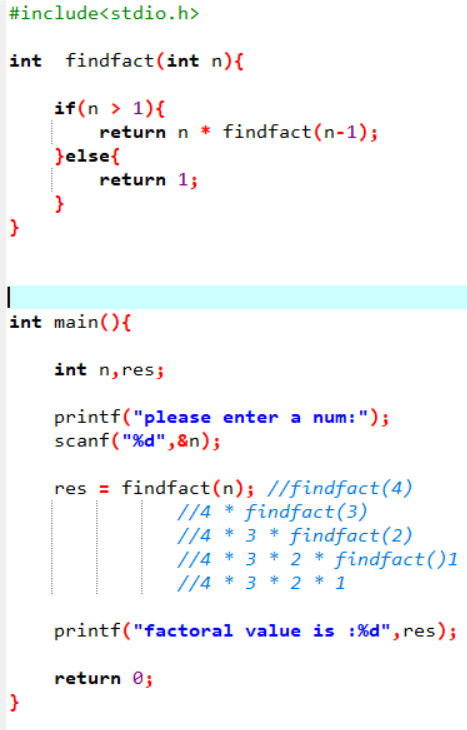 #include<stdio.h>
int  findfact(int n){
    if(n > 1){
        return n * findfact(n-1);
    }else{
        return 1;
    }
}
int main(){
    int n,res;
    printf("please enter a num:");
    scanf("%d",&n);
    res = findfact(n); //findfact(4)
               //4 * findfact(3)
               //4 * 3 * findfact(2)
               //4 * 3 * 2 * findfact()1
               //4 * 3 * 2 * 1
    printf("factoral value is :%d",res);
    return 0;
}